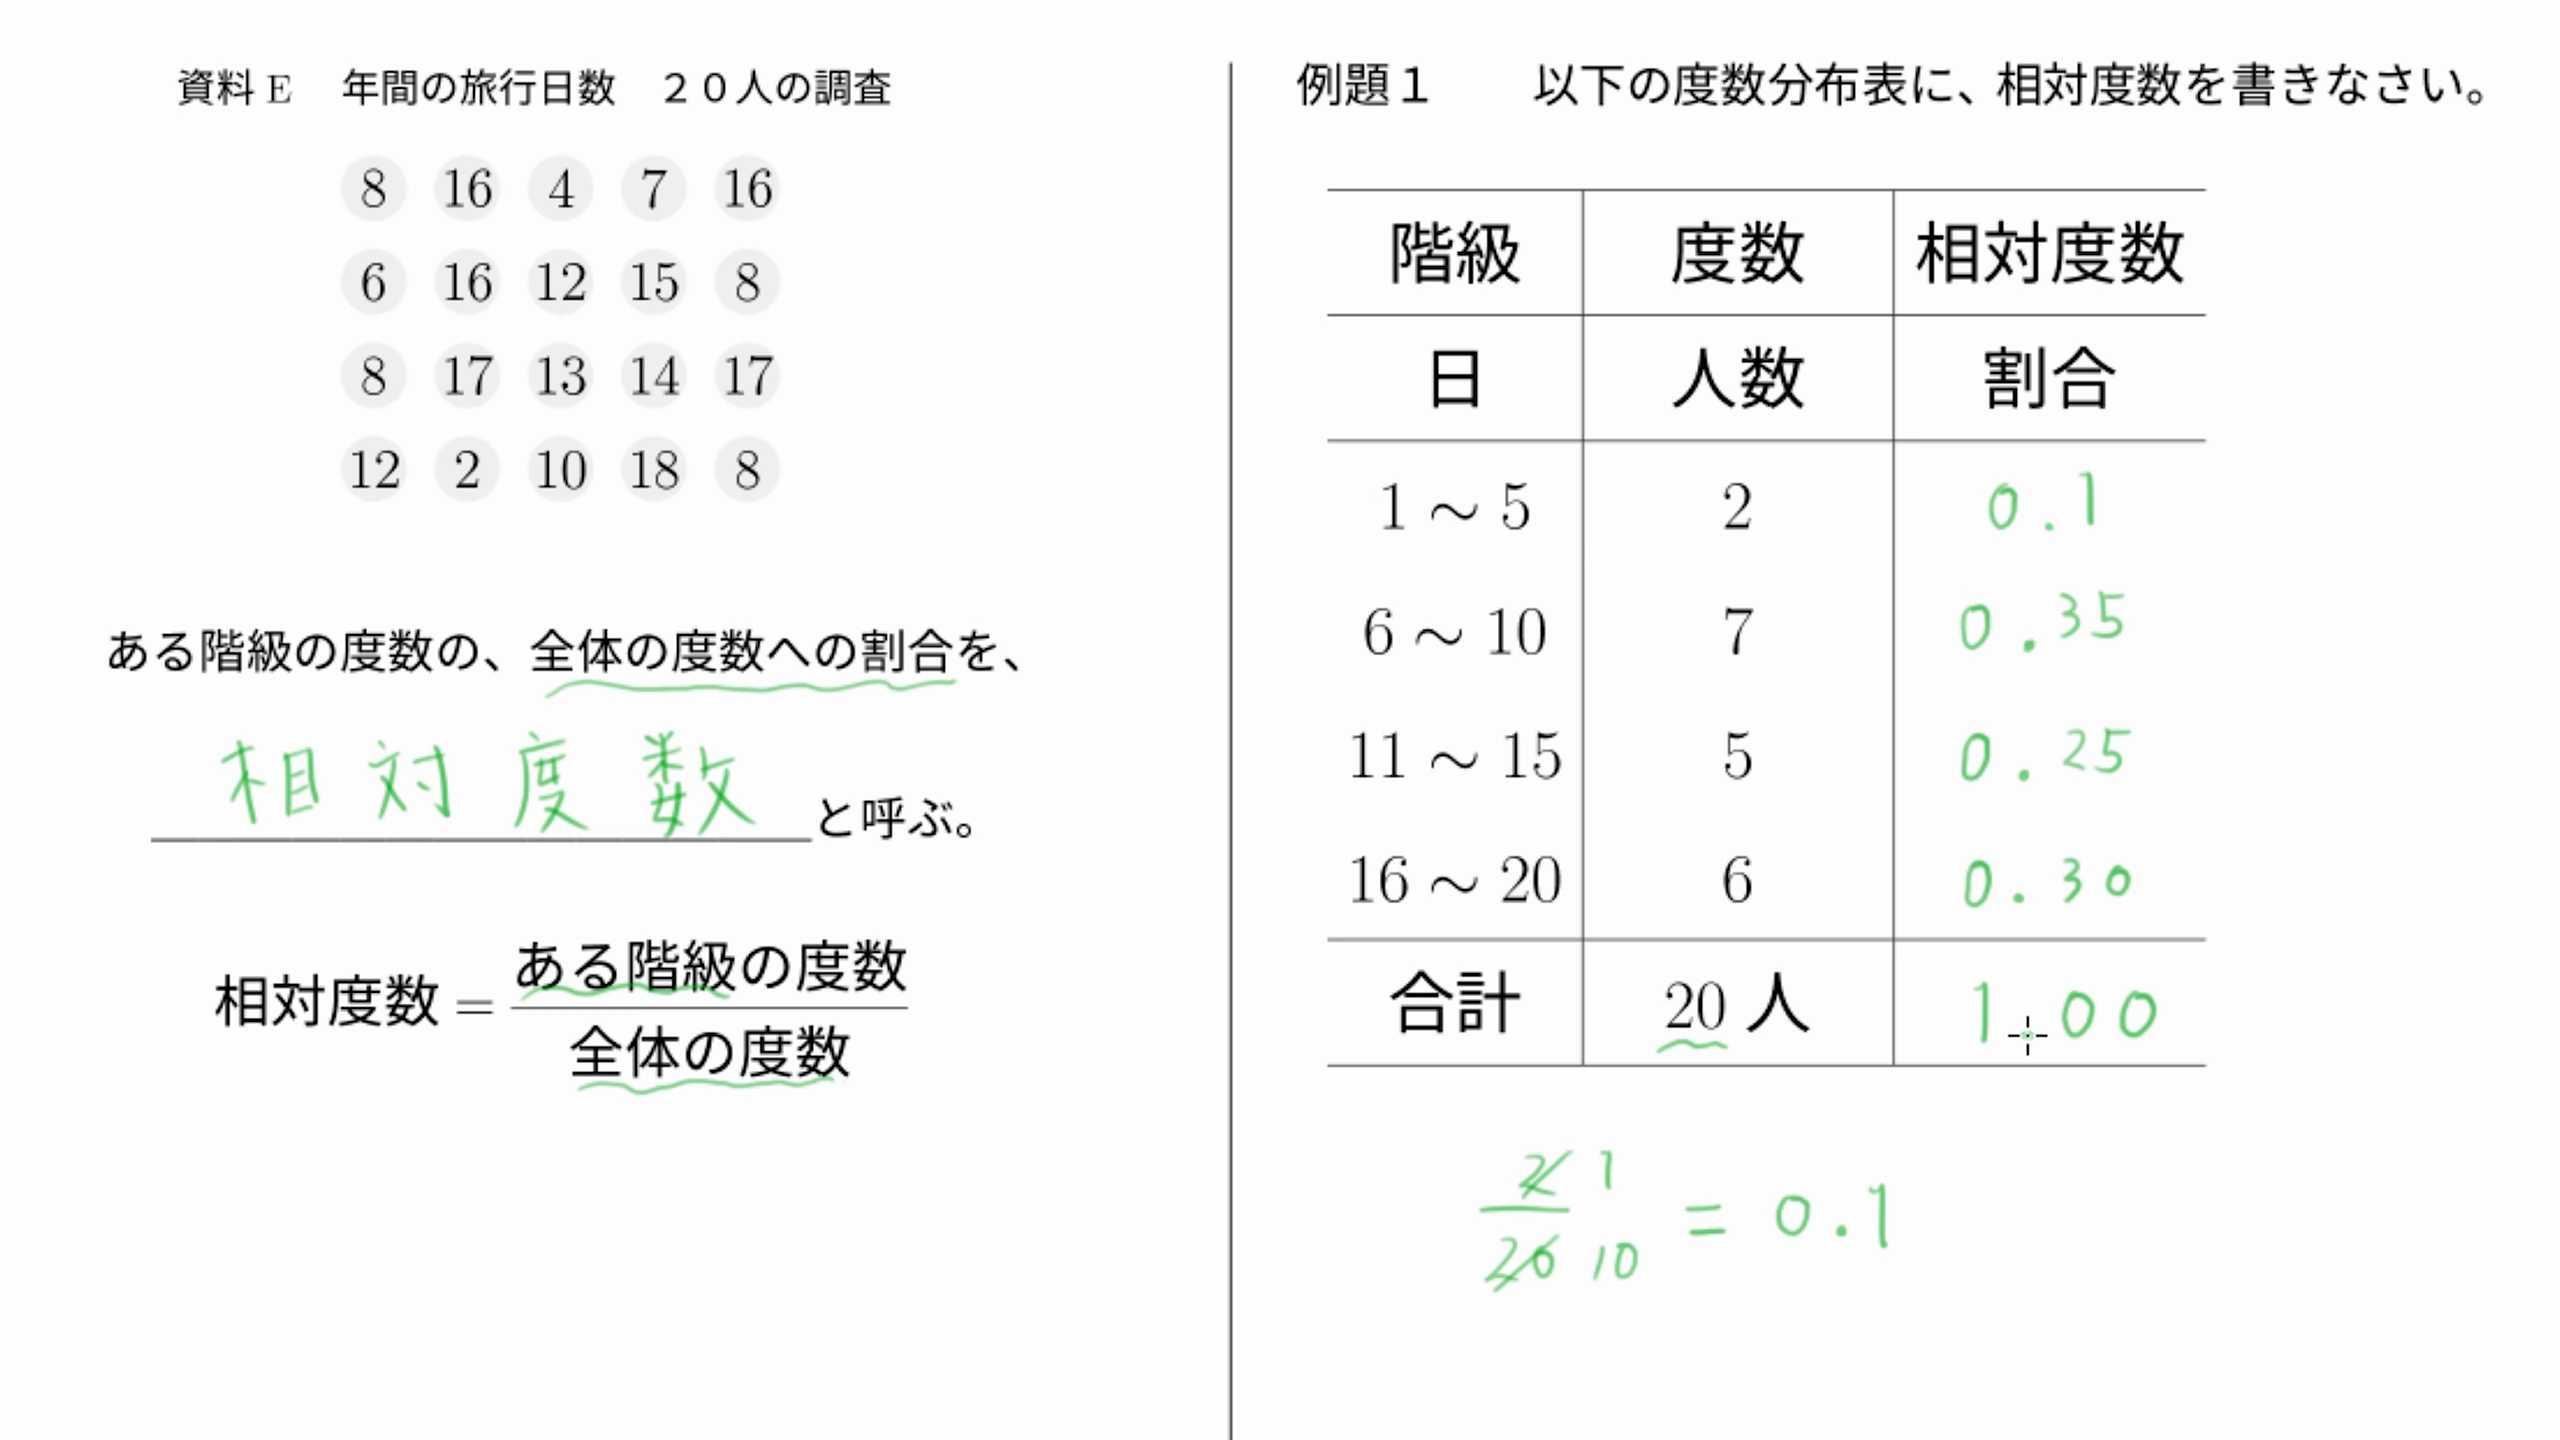 資料 E 年間の旅行日数 ２０人の調査
8 16 4 7 16
6 16 12 15 8
8 17 13 14 17
12 2 10 18 8
ある階級の度数の、全体の度数への割合を、
相対度数と呼ぶ。
相対度数 = ある階級の度数
全体の度数
例題１ 以下の度数分布表に、相対度数を書きなさい。
階級 度数 相対度数
日 人数 割合
1 ～ 5 2 0.1
6 ～ 10 7 0.35
11 ～ 15 5 0.25
16 ～ 20 6 0.30
合計 20 人 1.00
2 1
20 10 = 0.1